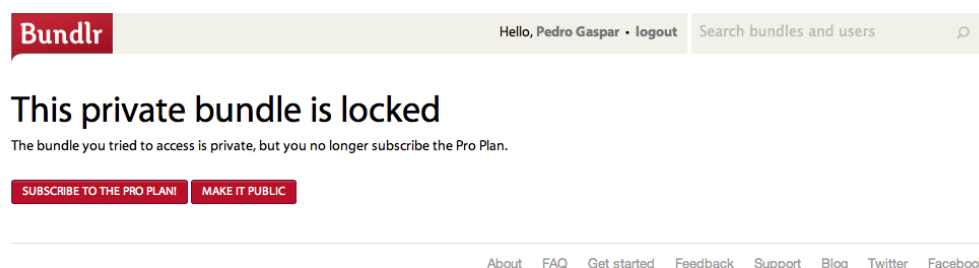 Bundlr
Hello, Pedro Gaspar • logout
Search bundles and users
This private bundle is locked
The bundle you tried to access is private, but you no longer subscribe the Pro Plan.
SUBSCRIBE TO THE PRO PLAN! MAKE IT PUBLIC
About FAQ Get started Feedback Support Blog Twitter Faceboo